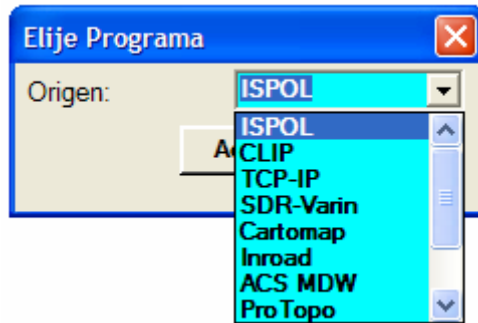 Elije Programa
Origen: ISPOL
ISPOL
CLIP
TCP-IP
SDR-Varin
Cartomap
Inroad
ACS MDW
ProTopo